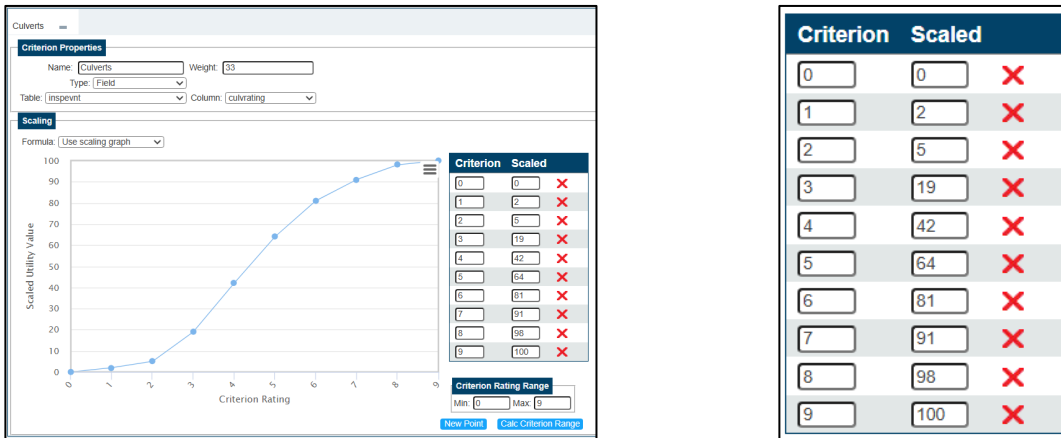 Culverts
Criterion Properties
Name: Culverts Weight: 33
Type: Field
Table: inspevnt Column: culvrating
Scaling
Formula: Use scaling graph
100
90
80
70
60
50
40
30
20
10
0
Scaled Utility Value
0 1 2 3 4 5 6 7 8 9
Criterion Rating
Criterion Scaled
0 0
1 2
2 5
3 19
4 42
5 64
6 81
7 91
8 98
9 100
Criterion Rating Range
Min: 0 Max: 9
New Point Calc Criterion Range
Criterion Scaled
0 0
1 2
2 5
3 19
4 42
5 64
6 81
7 91
8 98
9 100